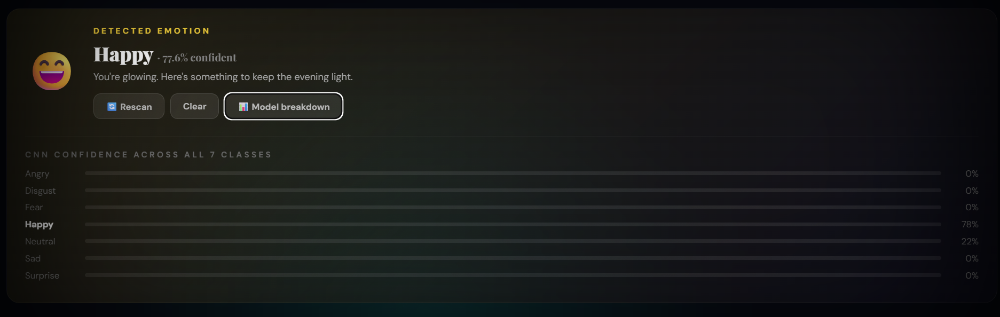 DETECTED EMOTION
Happy · 77.6% confident
You're glowing. Here's something to keep the evening light.
Rescan Clear Model breakdown
CNN CONFIDENCE ACROSS ALL 7 CLASSES
Angry 0%
Disgust 0%
Fear 0%
Happy 78%
Neutral 22%
Sad 0%
Surprise 0%